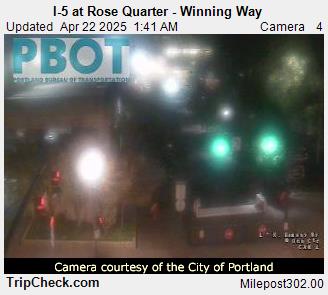 I-5 at Rose Quarter - Winning Way
Updated Apr 22 2025 1:41 AM Camera 4
PBOT
PORTLAND BUREAU OF TRANSPORTATION
Camera courtesy of the City of Portland
TripCheck.com Milepost302.00